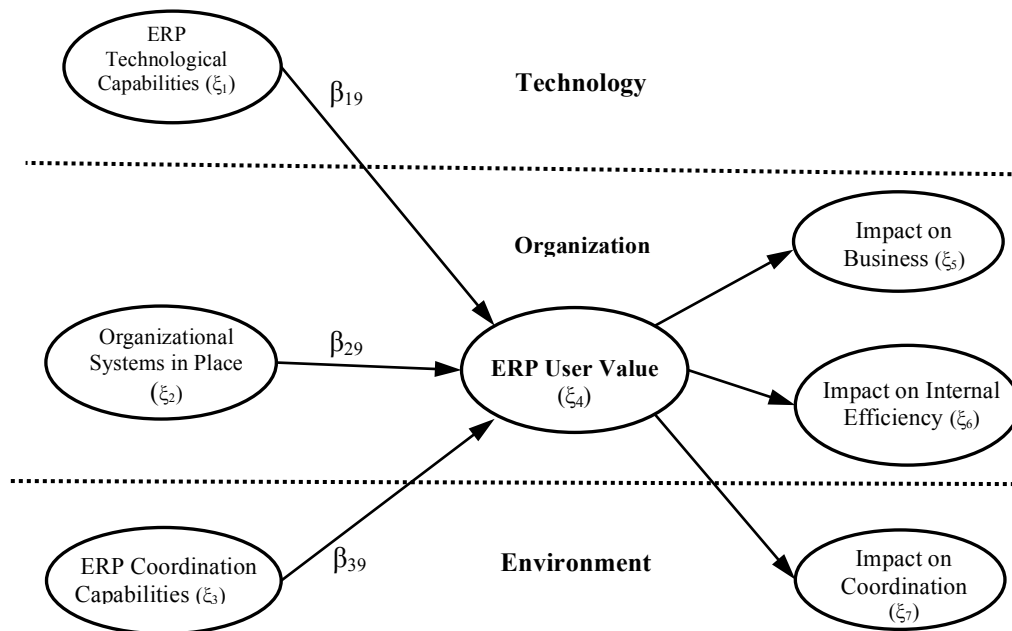 ERP
Technological
Capabilities (ξ1)
β19
Technology
Organization
Impact on
Business (ξ5)
Organizational
Systems in Place
(ξ2)
β29
ERP User Value
(ξ4)
Impact on Internal
Efficiency (ξ6)
ERP Coordination
Capabilities (ξ3)
β39
Environment
Impact on
Coordination
(ξ7)